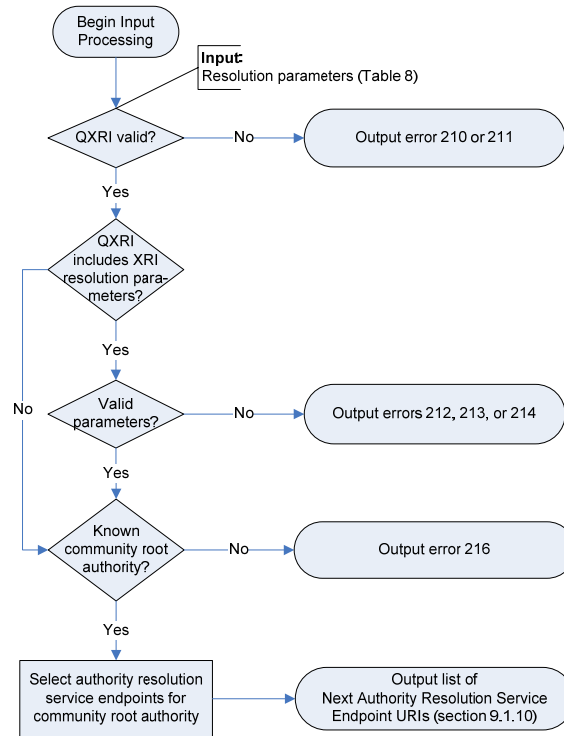 Begin Input
Processing
Input:
Resolution parameters (Table 8)
QXRI valid?
No
Output error 210 or 211
Yes
QXRI
includes XRI
resolution para-
meters?
Yes
No
Valid
parameters?
No
Output errors 212, 213, or 214
Yes
Known
community root
authority?
No
Output error 216
Yes
Select authority resolution
service endpoints for
community root authority
Output list of
Next Authority Resolution Service
Endpoint URIs (section 9.1.10)